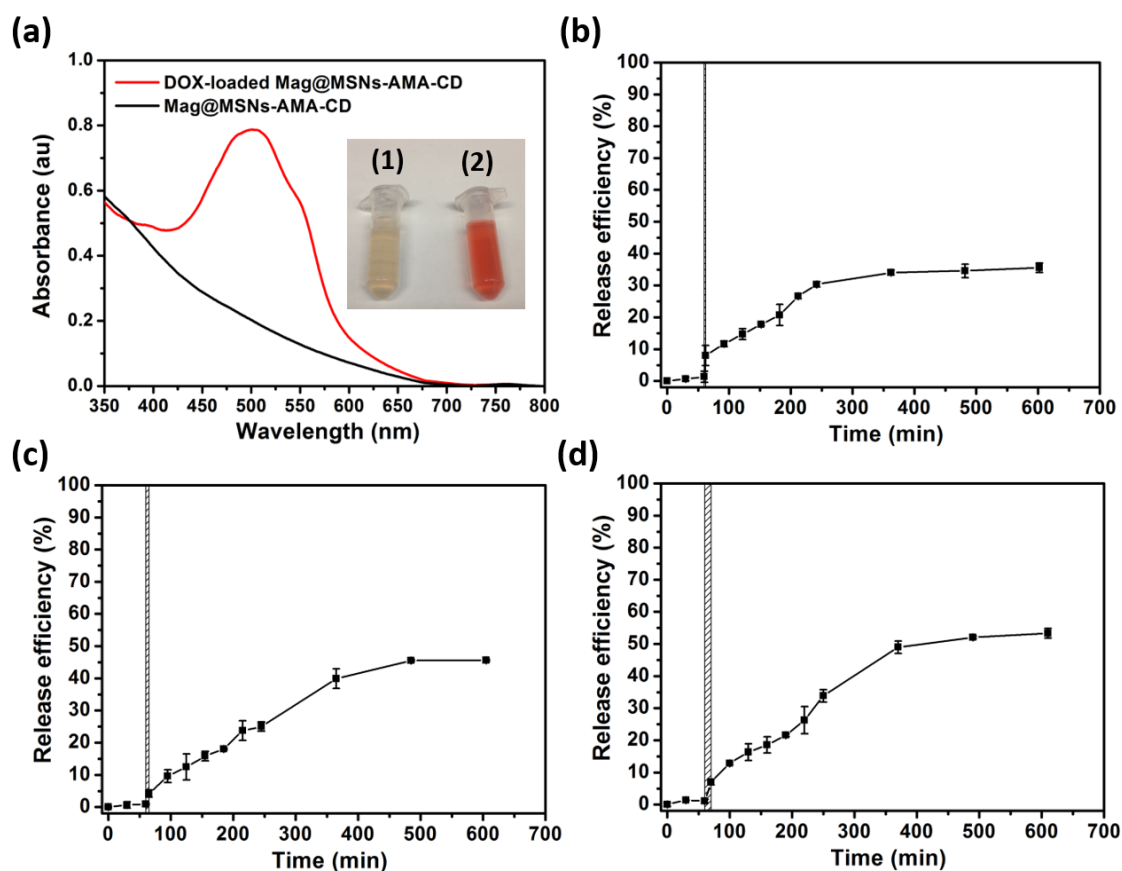 (a)
DOX-loaded Mag@MSNs-AMA-CD
Mag@MSNs-AMA-CD
(1)
(2)
1.0
0.8
0.6
0.4
0.2
0.0
350 400 450 500 550 600 650 700 750 800
Absorbance (au)
Wavelength (nm)
(b)
100
90
80
70
60
50
40
30
20
10
0
0 100 200 300 400 500 600 700
Release efficiency (%)
Time (min)
(c)
100
90
80
70
60
50
40
30
20
10
0
0 100 200 300 400 500 600 700
Release efficiency (%)
Time (min)
(d)
100
90
80
70
60
50
40
30
20
10
0
0 100 200 300 400 500 600 700
Release efficiency (%)
Time (min)